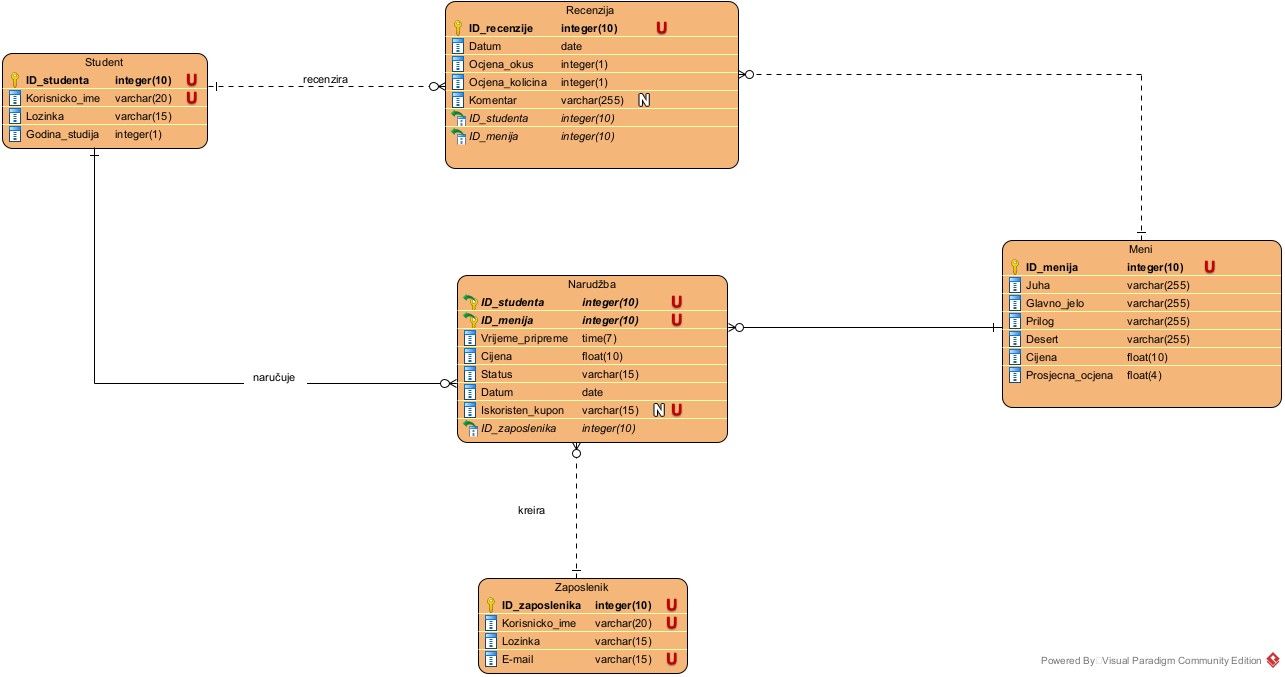 Recenzija
ID_recenzije integer(10) U
Datum date
Ocjena_okus integer(1)
Ocjena_kolicina integer(1)
Komentar varchar(255) N
ID_studenta integer(10)
ID_menija integer(10)
Student
ID_studenta integer(10) U
Korisnicko_ime varchar(20) U
Lozinka varchar(15)
Godina_studija integer(1)
recenzira
Meni
ID_menija integer(10) U
Juha varchar(255)
Glavno_jelo varchar(255)
Prilog varchar(255)
Desert varchar(255)
Cijena float(10)
Prosjecna_ocjena float(4)
Narudžba
ID_studenta integer(10) U
ID_menija integer(10) U
Vrijeme_pripreme time(7)
Cijena float(10)
Status varchar(15)
Datum date
Iskoristen_kupon varchar(15) N U
ID_zaposlenika integer(10)
naručuje
kreira
Zaposlenik
ID_zaposlenika integer(10) U
Korisnicko_ime varchar(20) U
Lozinka varchar(15)
E-mail varchar(15) U
Powered By Visual Paradigm Community Edition